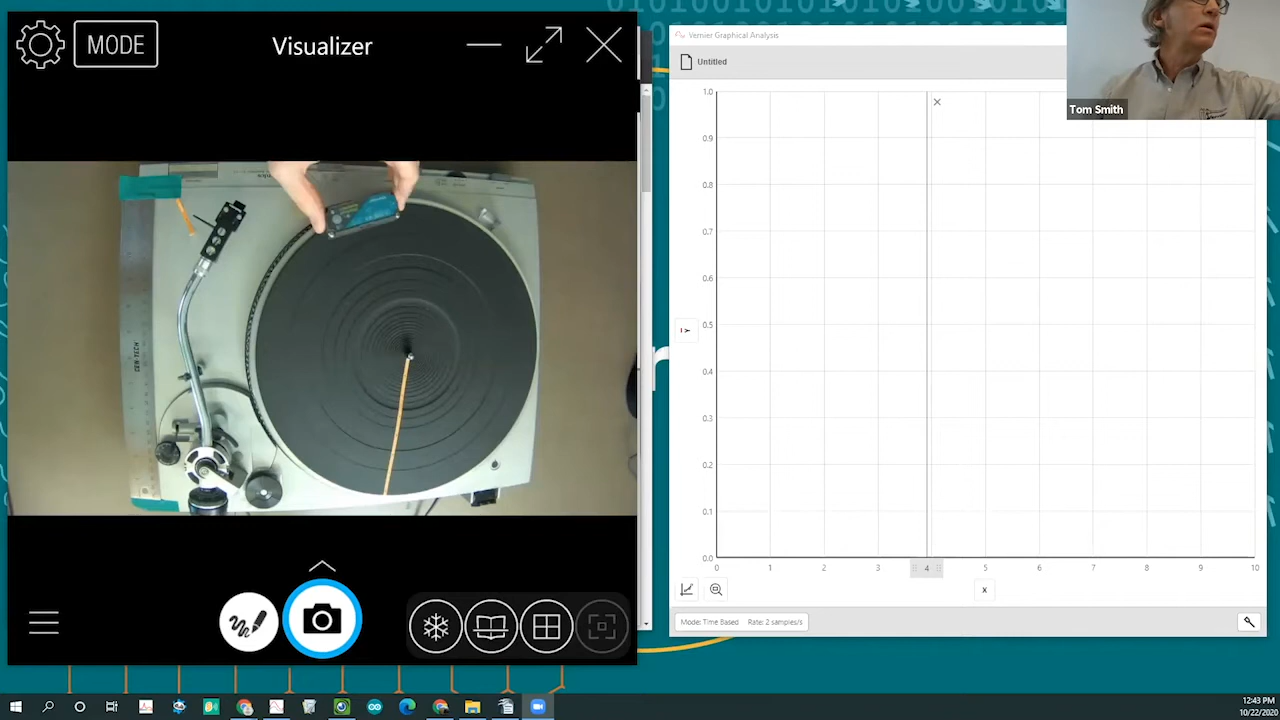 MODE
Visualizer
Vernier Graphical Analysis
Untitled
Tom Smith
1.0
0.9
0.8
0.7
0.6
0.5
0.4
0.3
0.2
0.1
0.0
Y
0 1 2 3 4 5 6 7 8 9 10
x
Mode: Time Based Rate: 2 samples/s
12:43 PM
10/22/2020